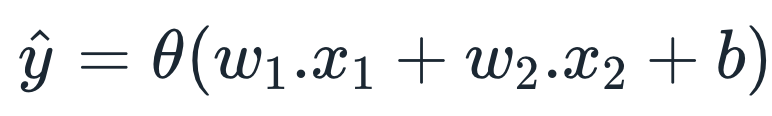 ŷ = θ(w₁.x₁ + w₂.x₂ + b)